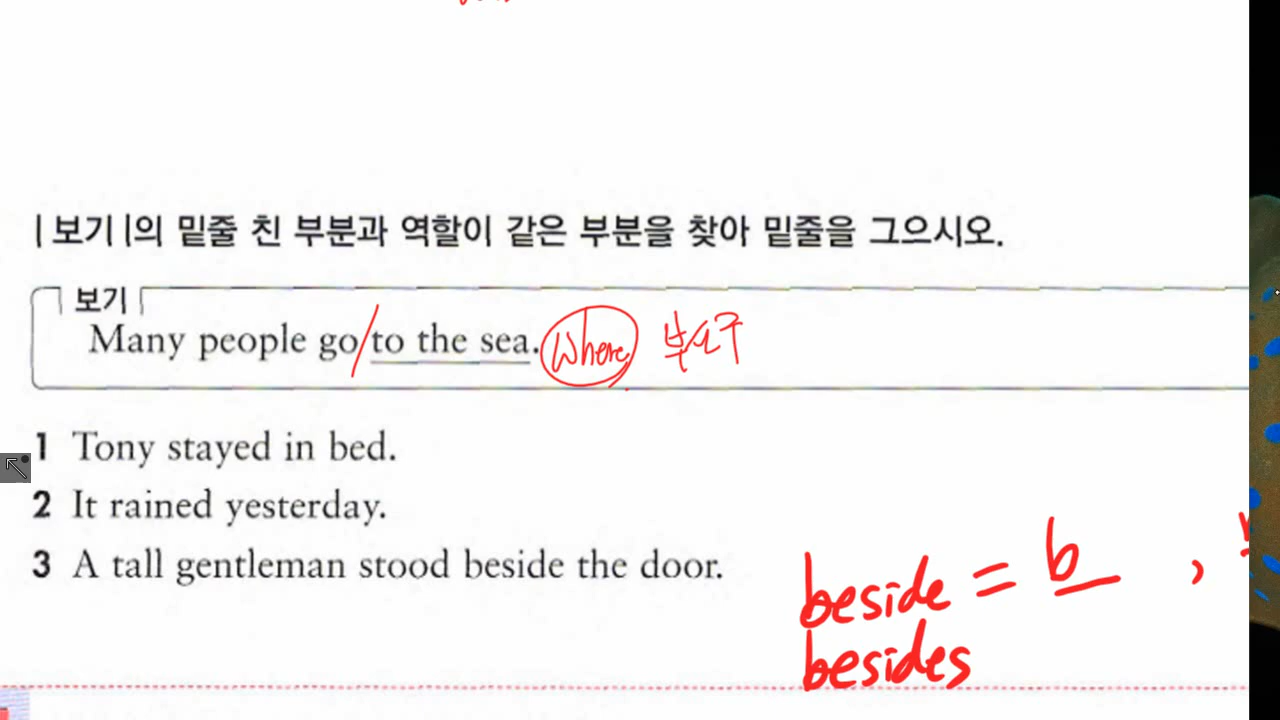 | 보기 |의 밑줄 친 부분과 역할이 같은 부분을 찾아 밑줄을 그으시오.
보기
Many people go/to the sea. Where 부사구
1 Tony stayed in bed.
2 It rained yesterday.
3 A tall gentleman stood beside the door.
beside = b ,
besides